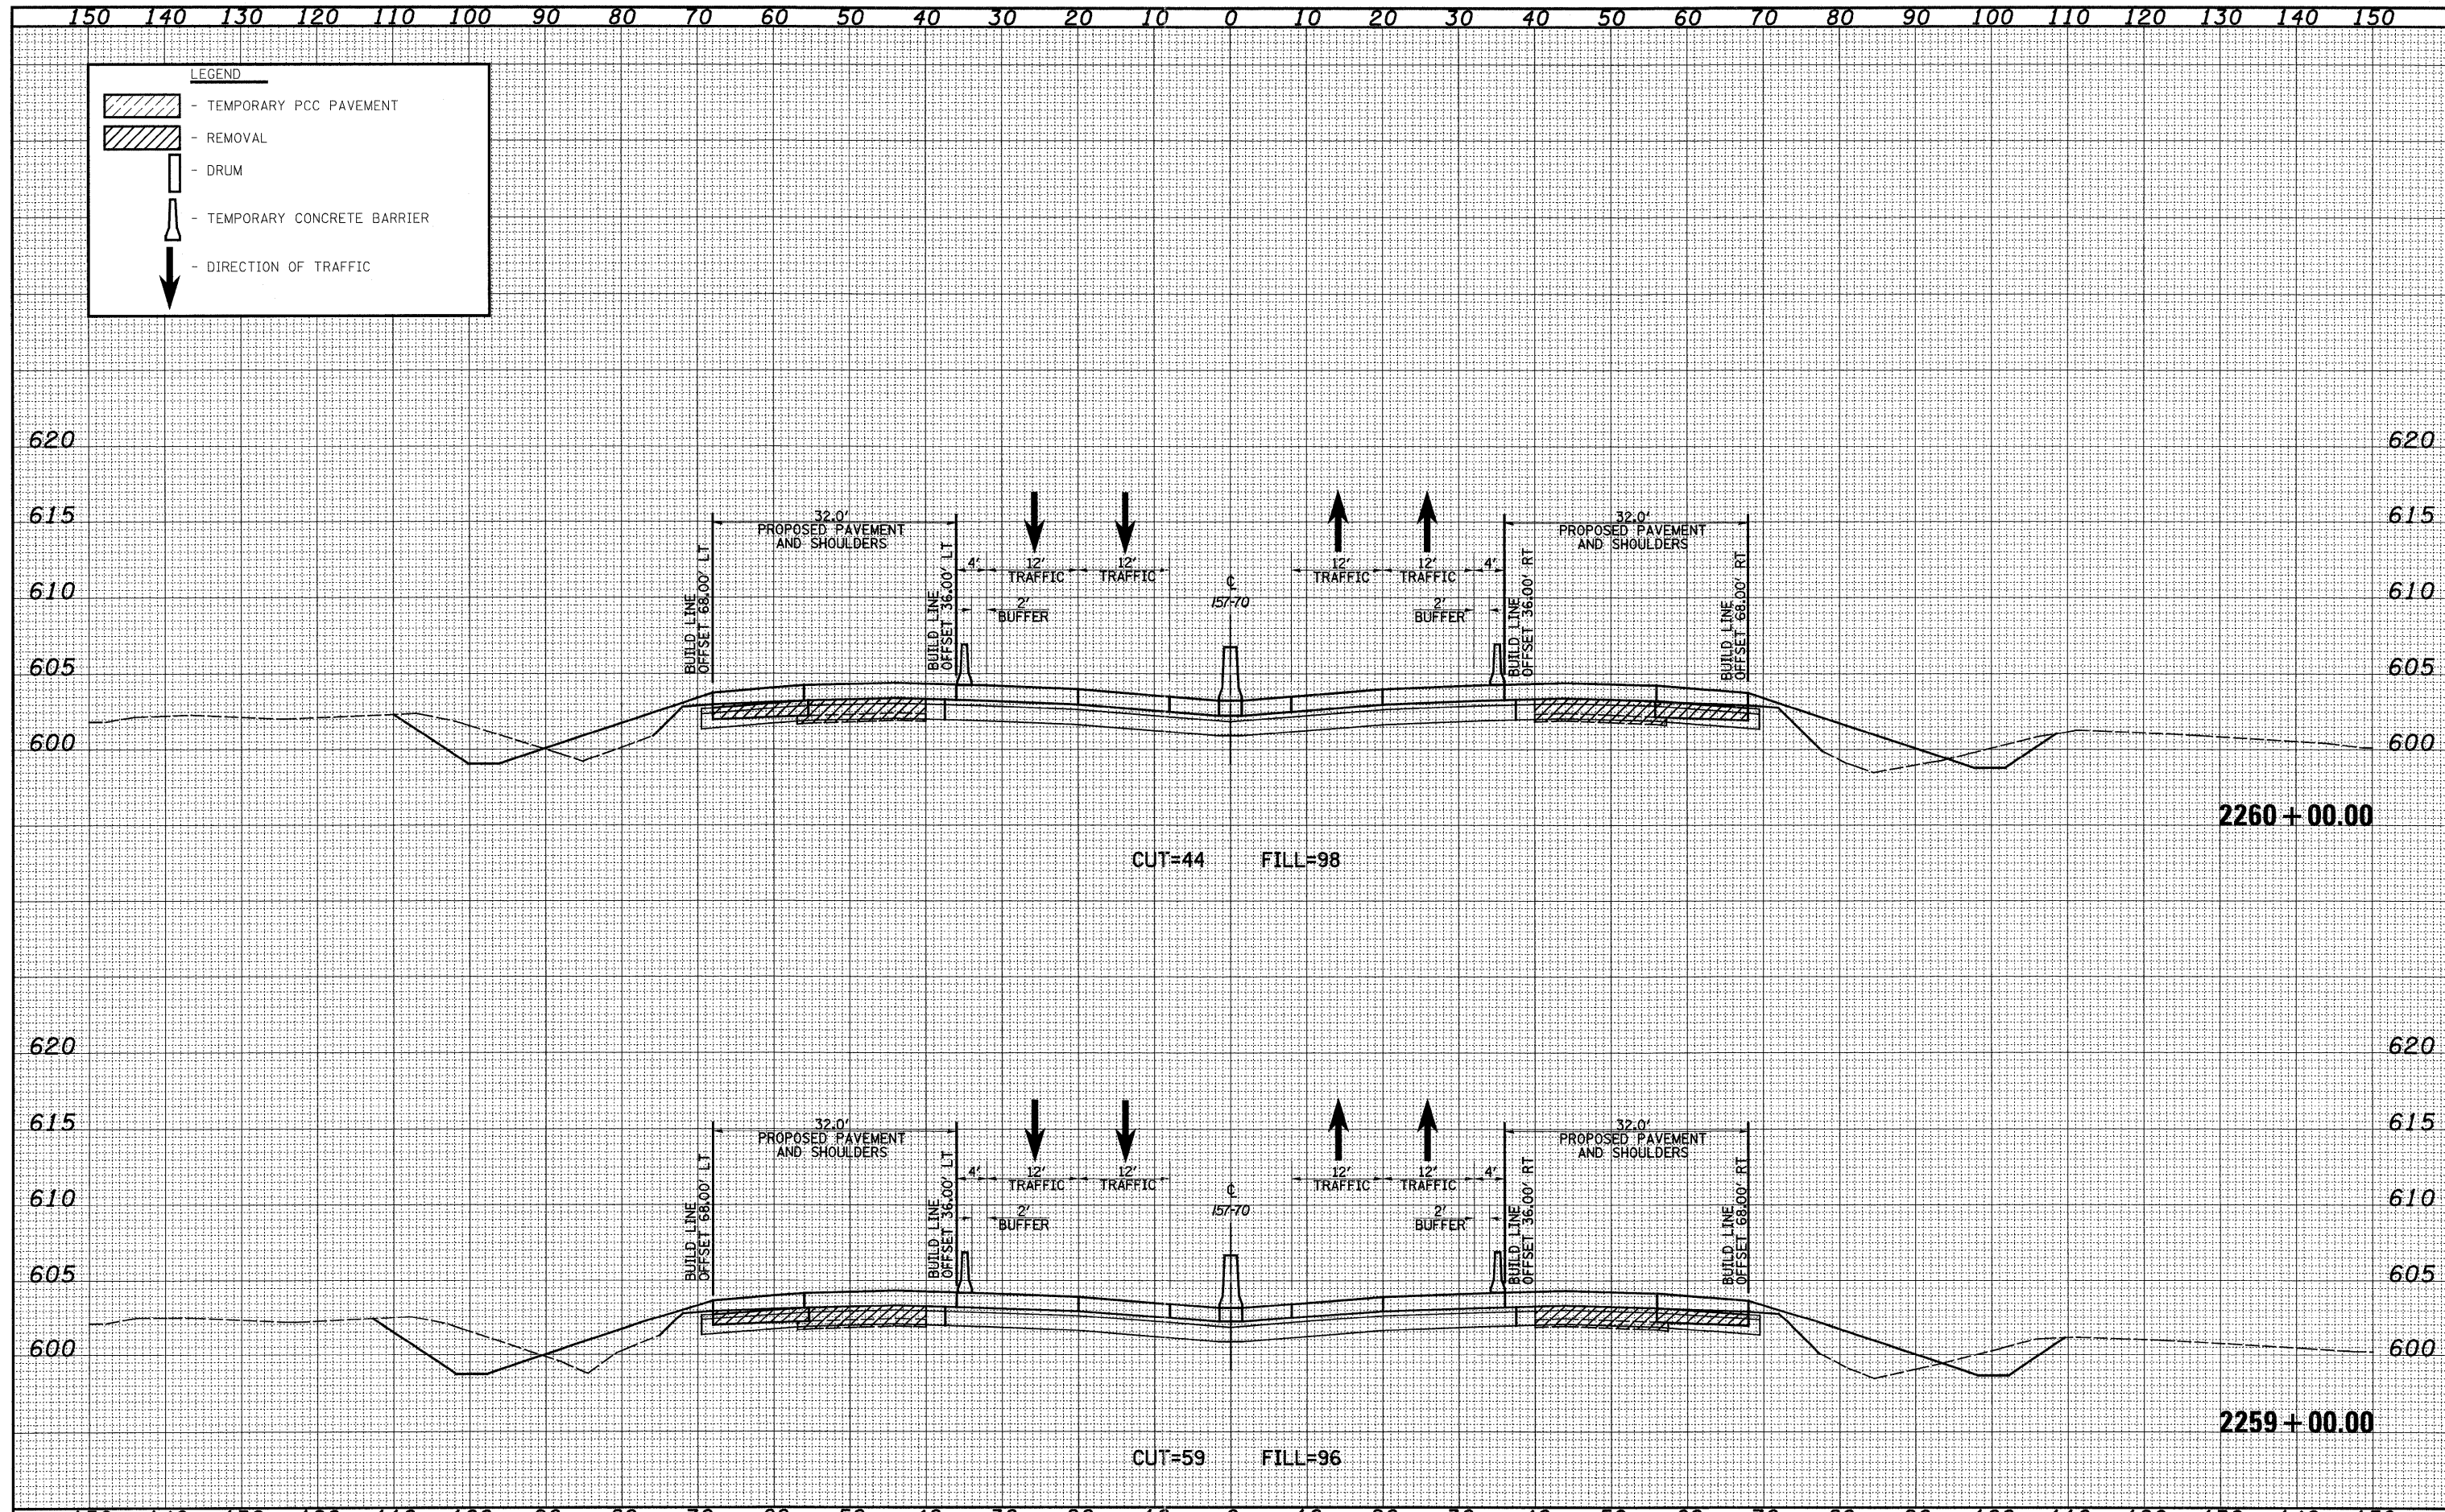 150 140 130 120 110 100 90 80 70 60 50 40 30 20 10 0 10 20 30 40 50 60 70 80 90 100 110 120 130 140 150
LEGEND
- TEMPORARY PCC PAVEMENT
- REMOVAL
- DRUM
- TEMPORARY CONCRETE BARRIER
- DIRECTION OF TRAFFIC
620 620
615 615
610 610
605 605
600 600
BUILD LINE
OFFSET 68.00' LT
32.0'
PROPOSED PAVEMENT
AND SHOULDERS
BUILD LINE
OFFSET 36.00' LT
4'
12'
TRAFFIC
12'
TRAFFIC
2'
BUFFER
℄
I57-70
12'
TRAFFIC
12'
TRAFFIC
4'
2'
BUFFER
BUILD LINE
OFFSET 36.00' RT
32.0'
PROPOSED PAVEMENT
AND SHOULDERS
BUILD LINE
OFFSET 68.00' RT
2260+00.00
CUT=44 FILL=98
620 620
615 615
610 610
605 605
600 600
BUILD LINE
OFFSET 68.00' LT
32.0'
PROPOSED PAVEMENT
AND SHOULDERS
BUILD LINE
OFFSET 36.00' LT
4'
12'
TRAFFIC
12'
TRAFFIC
2'
BUFFER
℄
I57-70
12'
TRAFFIC
12'
TRAFFIC
4'
2'
BUFFER
BUILD LINE
OFFSET 36.00' RT
32.0'
PROPOSED PAVEMENT
AND SHOULDERS
BUILD LINE
OFFSET 68.00' RT
2259+00.00
CUT=59 FILL=96